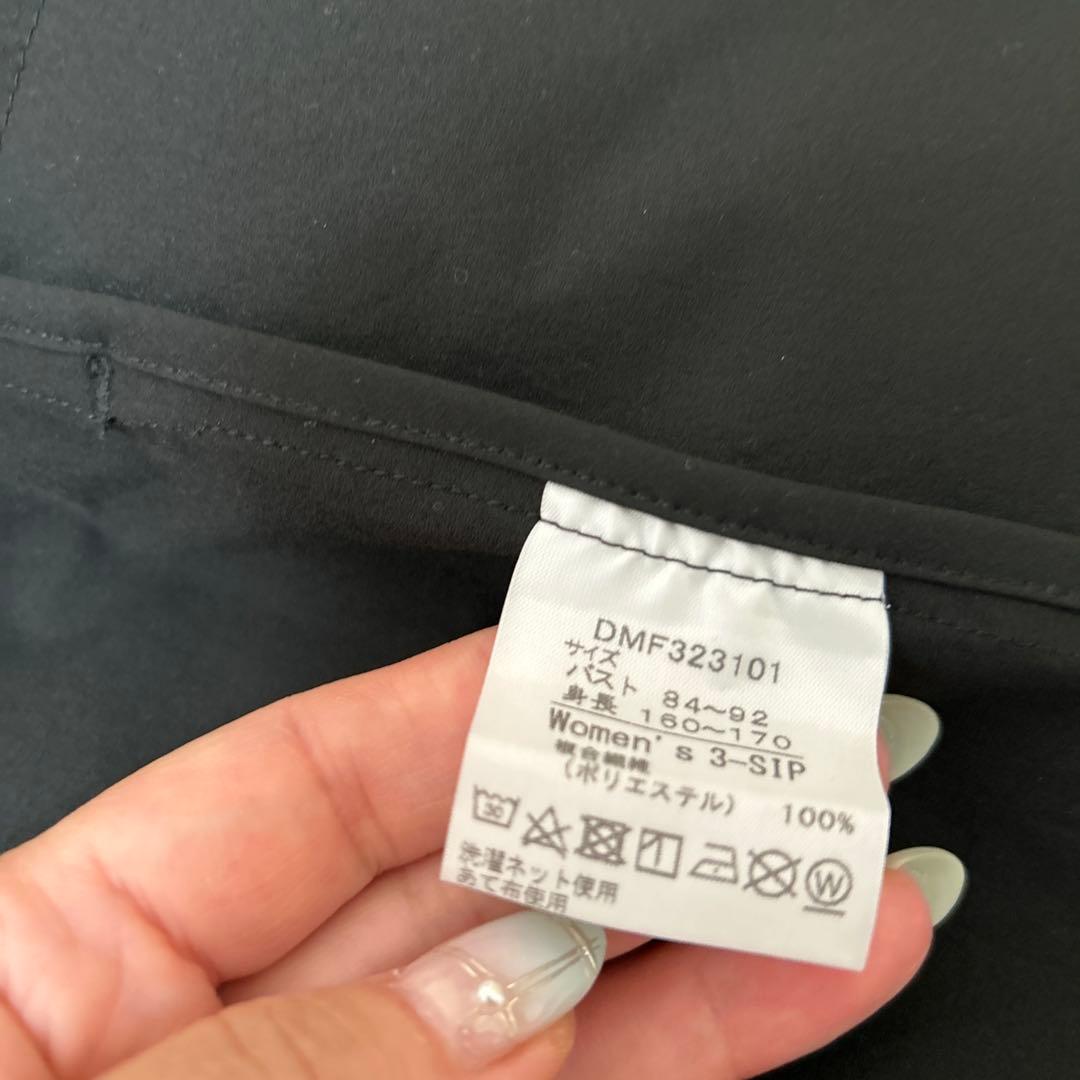 DMF323101
サイズ
バスト 84~92
身長 160~170
Women's 3-SIP
複合繊維
(ポリエステル) 100%
30
W
洗濯ネット使用
あて布使用